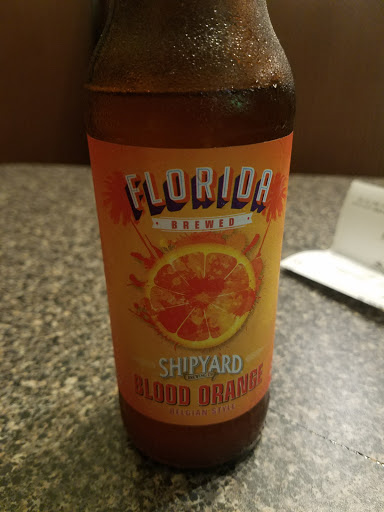 FLORIDA
BREWED
SHIPYARD
BLOOD ORANGE
BELGIAN STYLE